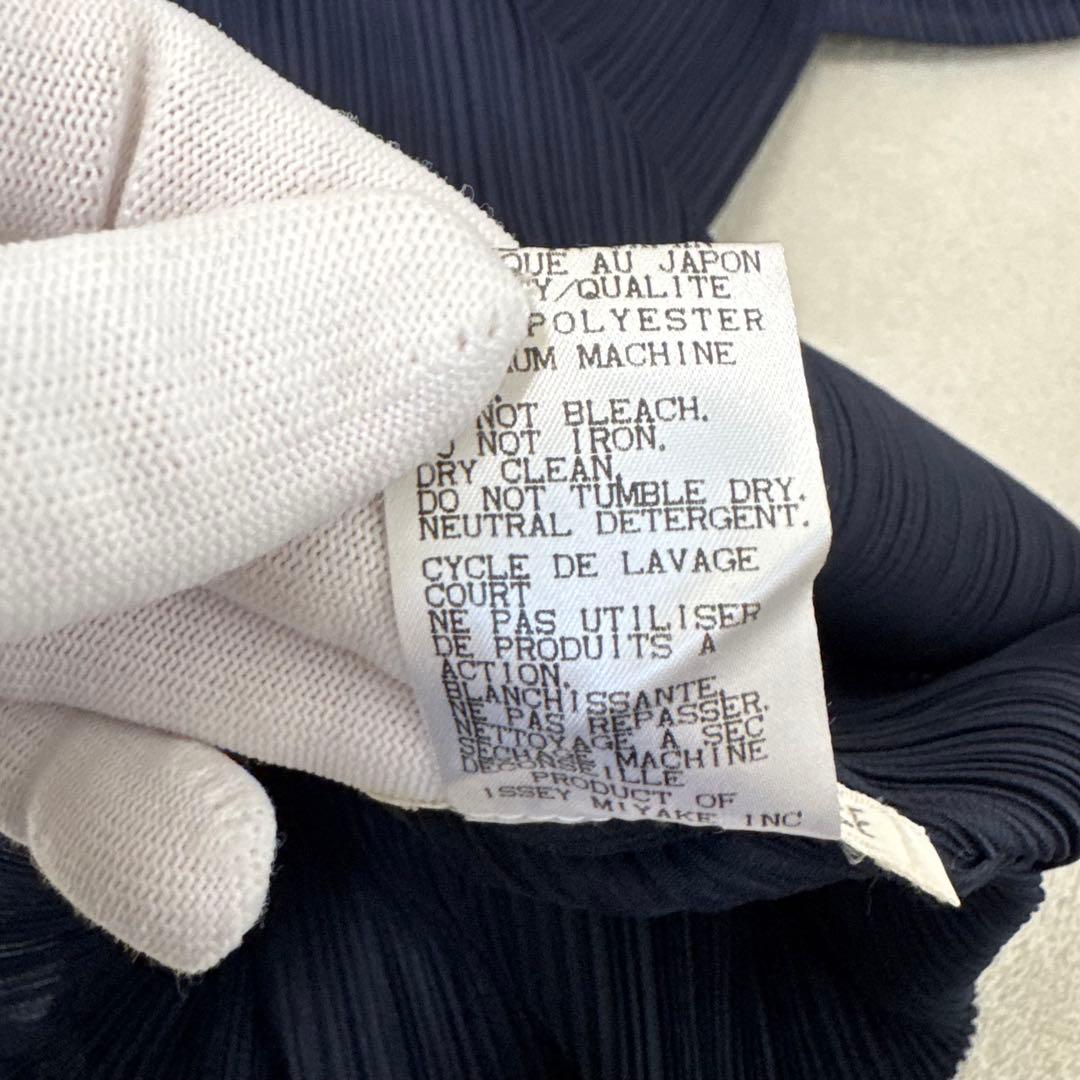 QUE AU JAPON
Y/QUALITE
POLYESTER
UM MACHINE
NOT BLEACH.
NOT IRON.
DRY CLEAN.
DO NOT TUMBLE DRY.
NEUTRAL DETERGENT.
CYCLE DE LAVAGE
COURT
NE PAS UTILISER
DE PRODUITS A
ACTION.
BLANCHISSANTE.
NE PAS REPASSER.
NETTOYAGE A SEC
SECHAGE MACHINE
DECONSEILLE
PRODUCT OF
ISSEY MIYAKE INC